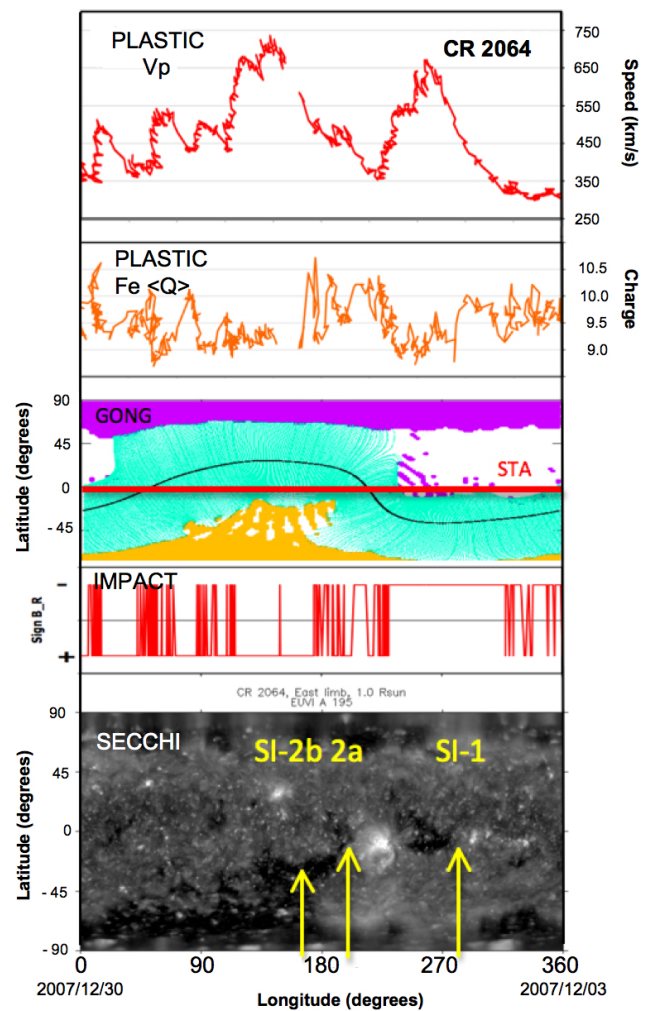 PLASTIC
Vp
CR 2064
750
650
550
450
350
250
Speed (km/s)
PLASTIC
Fe <Q>
10.5
10.0
9.5
9.0
Charge
GONG
90
45
0
- 45
Latitude (degrees)
STA
IMPACT
–
+
Sign B_R
CR 2064, East limb, 1.0 Rsun
EUVI A 195
SECCHI
SI-2b 2a
SI-1
90
45
0
- 45
- 90
Latitude (degrees)
0 90 180 270 360
2007/12/30
2007/12/03
Longitude (degrees)